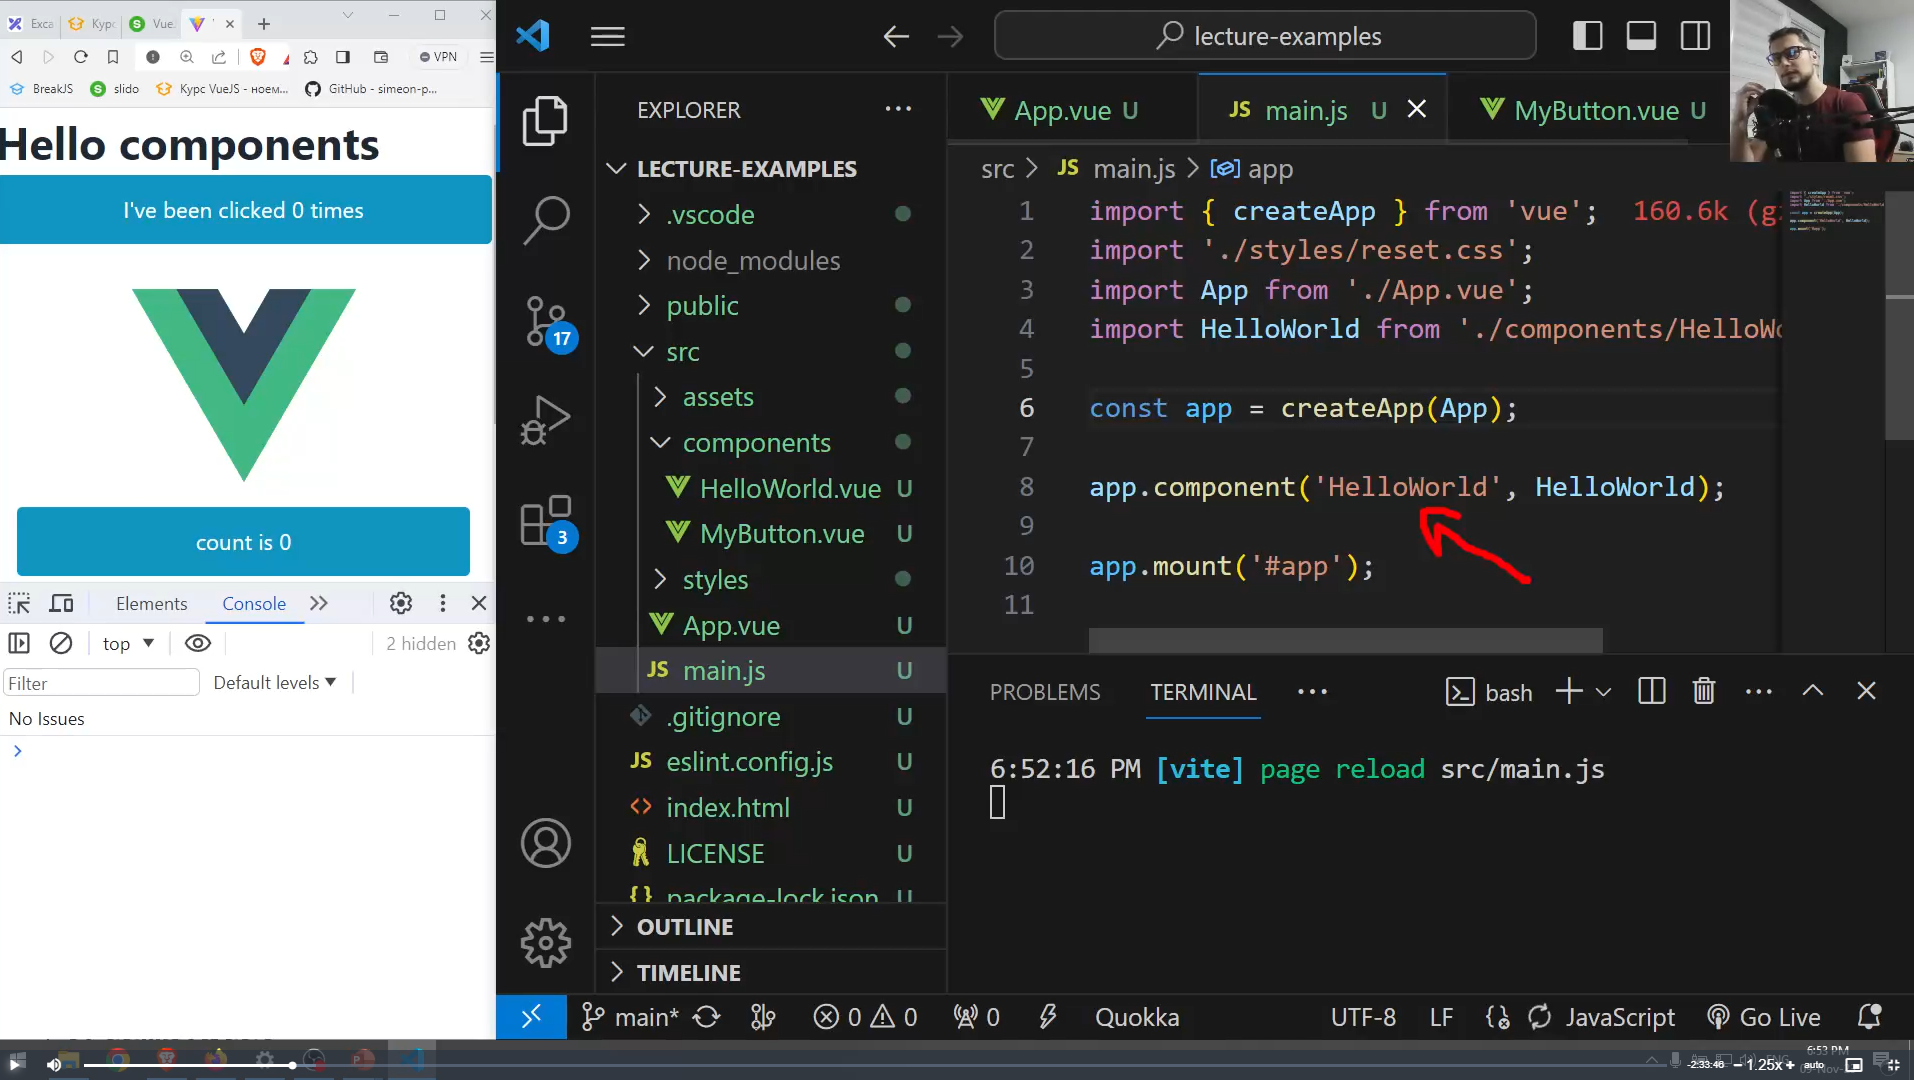 Exca
Курс
Vue.
VPN
BreakJS
slido
Курс VueJS - ноем...
GitHub - simeon-p...
Hello components
I've been clicked 0 times
count is 0
Elements
Console
top
2 hidden
Filter
Default levels
No Issues
lecture-examples
EXPLORER
LECTURE-EXAMPLES
.vscode
node_modules
public
src
assets
components
HelloWorld.vue U
MyButton.vue U
styles
App.vue U
JS main.js U
.gitignore U
JS eslint.config.js U
index.html U
LICENSE U
package-lock.json U
OUTLINE
TIMELINE
17
3
App.vue U
JS main.js U
MyButton.vue U
src > JS main.js > app
1 import { createApp } from 'vue'; 160.6k (g
2 import './styles/reset.css';
3 import App from './App.vue';
4 import HelloWorld from './components/HelloWo
5
6 const app = createApp(App);
7
8 app.component('HelloWorld', HelloWorld);
9
10 app.mount('#app');
11
PROBLEMS
TERMINAL
bash
6:52:16 PM [vite] page reload src/main.js
main*
0
0
0
Quokka
UTF-8
LF
JavaScript
Go Live
6:53 PM
-2:33:46
1.25x
auto